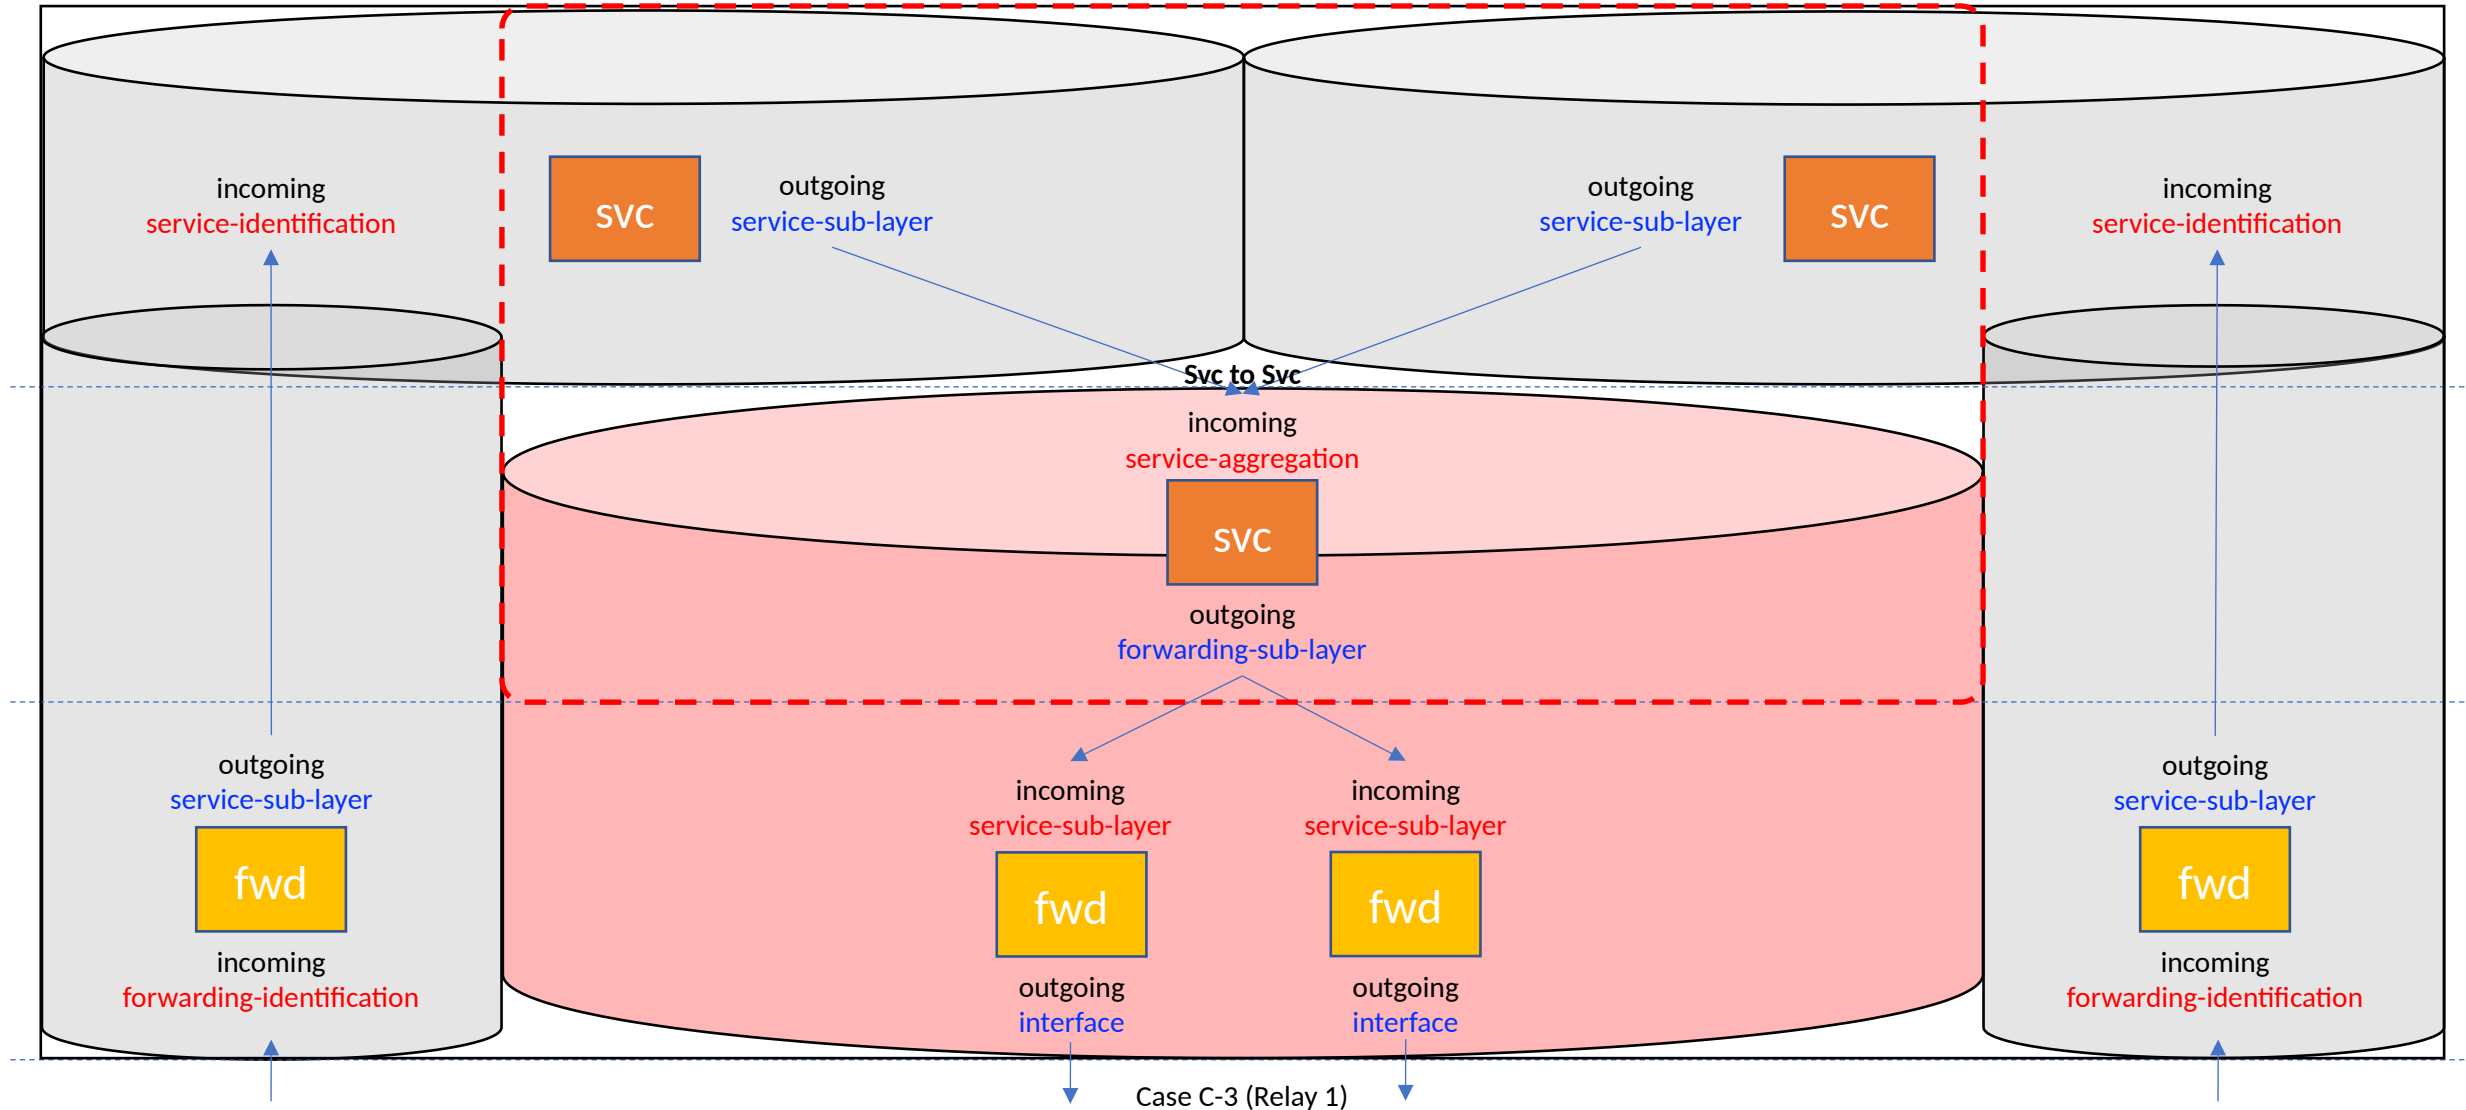 incoming
service-identification
svc
outgoing
service-sub-layer
outgoing
service-sub-layer
svc
incoming
service-identification
Svc to Svc
incoming
service-aggregation
svc
outgoing
forwarding-sub-layer
outgoing
service-sub-layer
fwd
incoming
forwarding-identification
incoming
service-sub-layer
fwd
outgoing
interface
incoming
service-sub-layer
fwd
outgoing
interface
outgoing
service-sub-layer
fwd
incoming
forwarding-identification
Case C-3 (Relay 1)